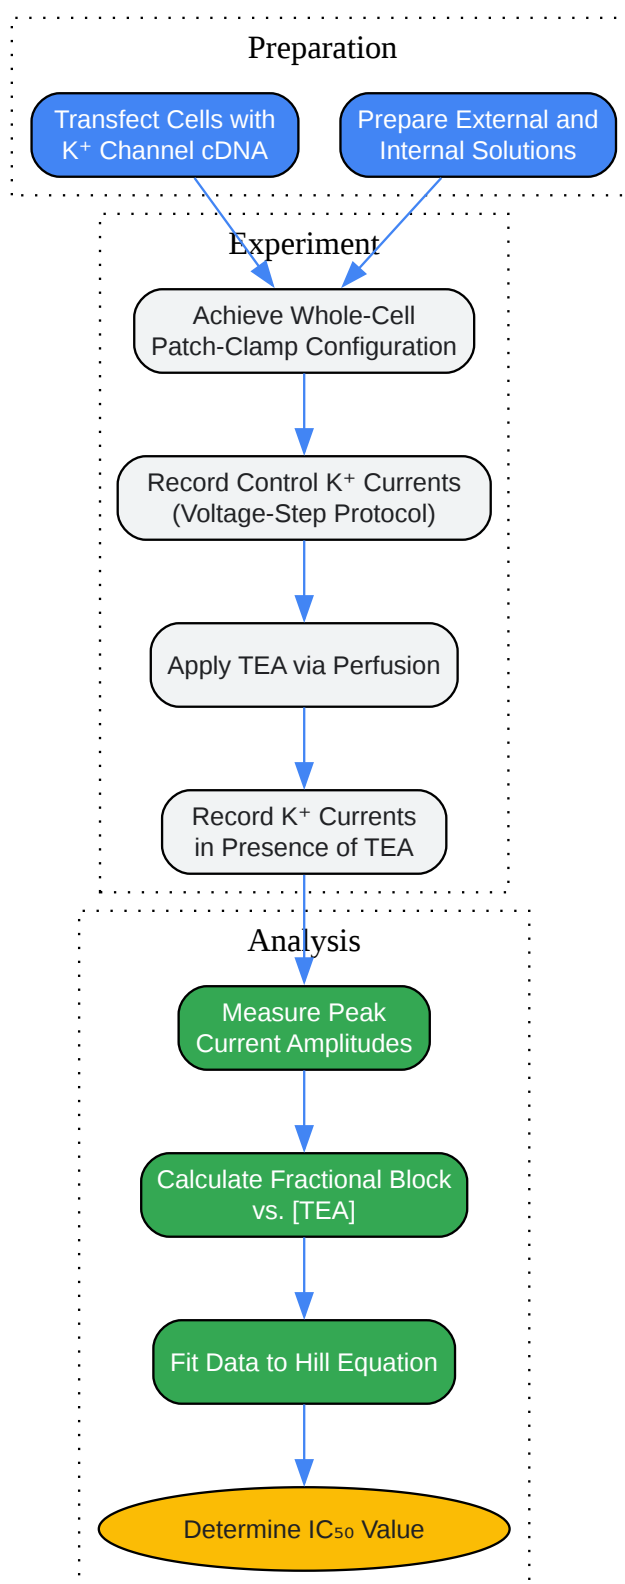 Preparation
Transfect Cells with
K⁺ Channel cDNA
Prepare External and
Internal Solutions
Experiment
Achieve Whole-Cell
Patch-Clamp Configuration
Record Control K⁺ Currents
(Voltage-Step Protocol)
Apply TEA via Perfusion
Record K⁺ Currents
in Presence of TEA
Analysis
Measure Peak
Current Amplitudes
Calculate Fractional Block
vs. [TEA]
Fit Data to Hill Equation
Determine IC₅₀ Value